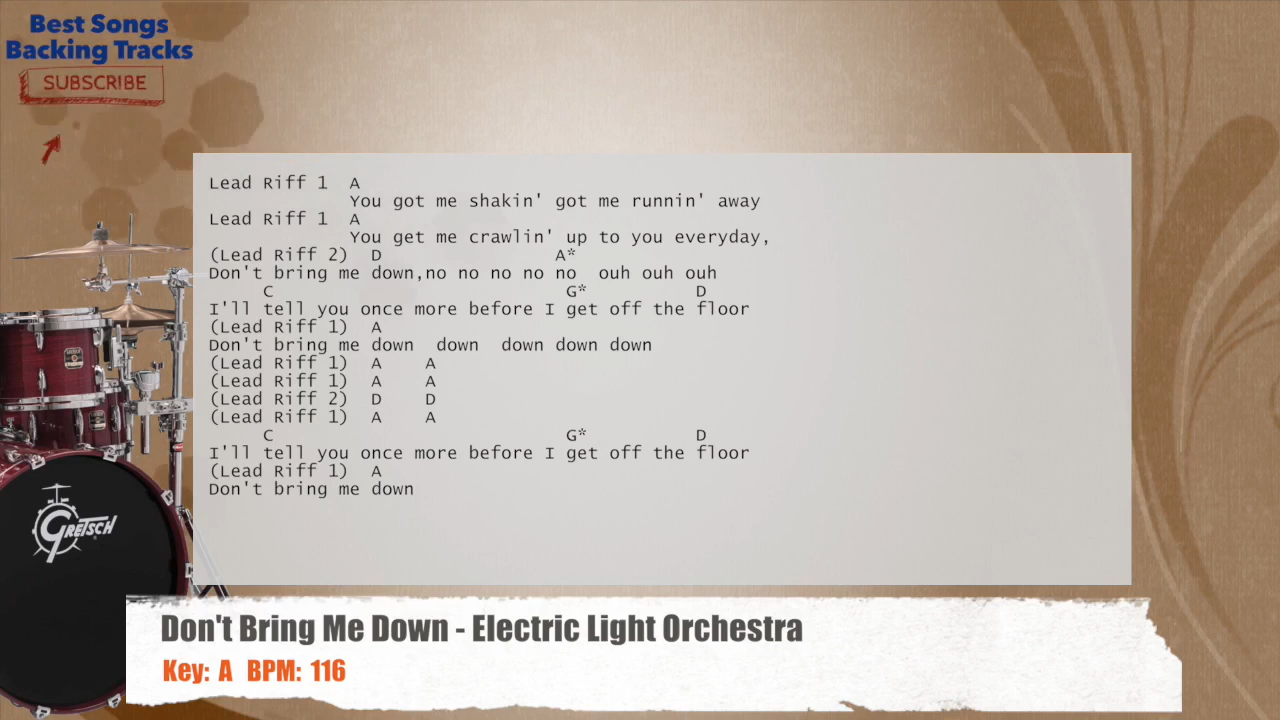 Best Songs
Backing Tracks
SUBSCRIBE
Lead Riff 1  A
             You got me shakin' got me runnin' away
Lead Riff 1  A
             You get me crawlin' up to you everyday,
(Lead Riff 2)  D                A*
Don't bring me down,no no no no no  ouh ouh ouh
     C                           G*          D
I'll tell you once more before I get off the floor
(Lead Riff 1)  A
Don't bring me down  down  down down down
(Lead Riff 1)  A    A
(Lead Riff 1)  A    A
(Lead Riff 2)  D    D
(Lead Riff 1)  A    A
     C                           G*          D
I'll tell you once more before I get off the floor
(Lead Riff 1)  A
Don't bring me down
GRETSCH
Don't Bring Me Down - Electric Light Orchestra
Key: A  BPM: 116